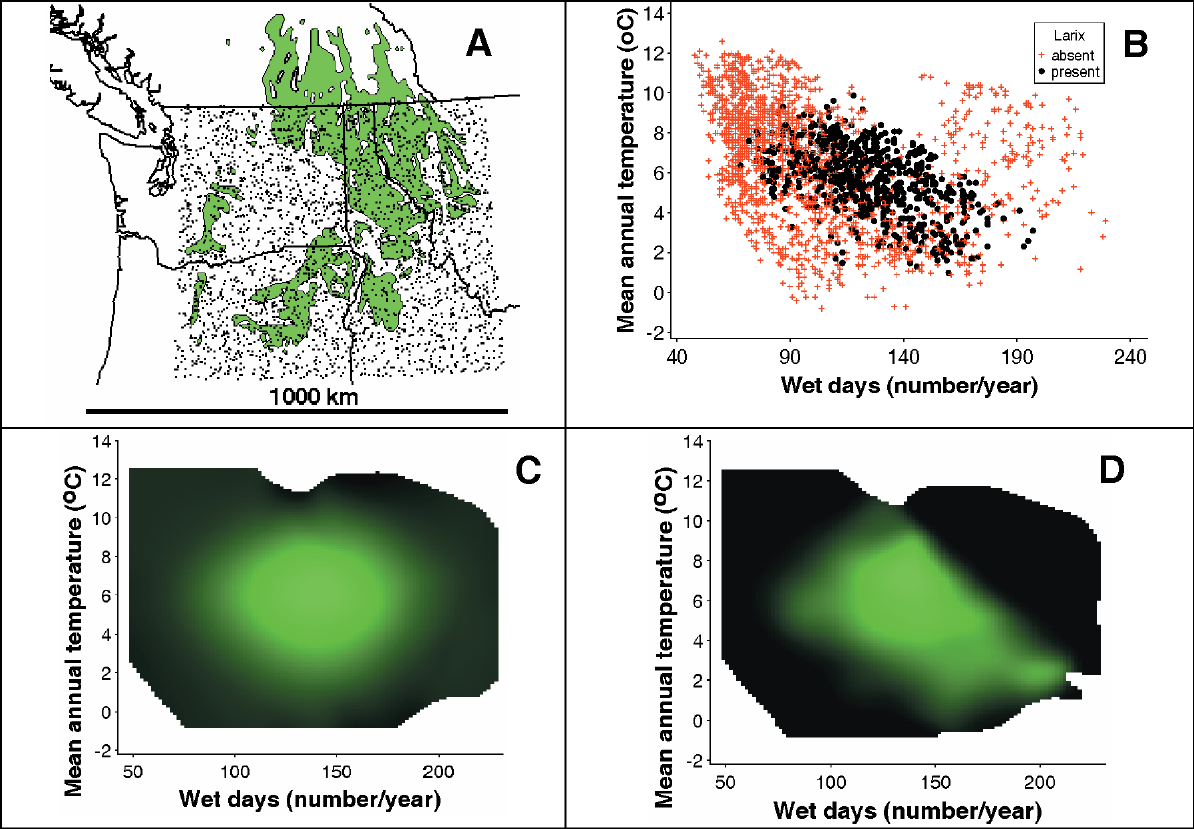 A
1000 km
B
Mean annual temperature (oC)
14
12
10
8
6
4
2
0
-2
Larix
absent
present
40
90
140
190
240
Wet days (number/year)
C
Mean annual temperature (ºC)
14
12
10
8
6
4
2
0
-2
50
100
150
200
Wet days (number/year)
D
Mean annual temperature (ºC)
14
12
10
8
6
4
2
0
-2
50
100
150
200
Wet days (number/year)